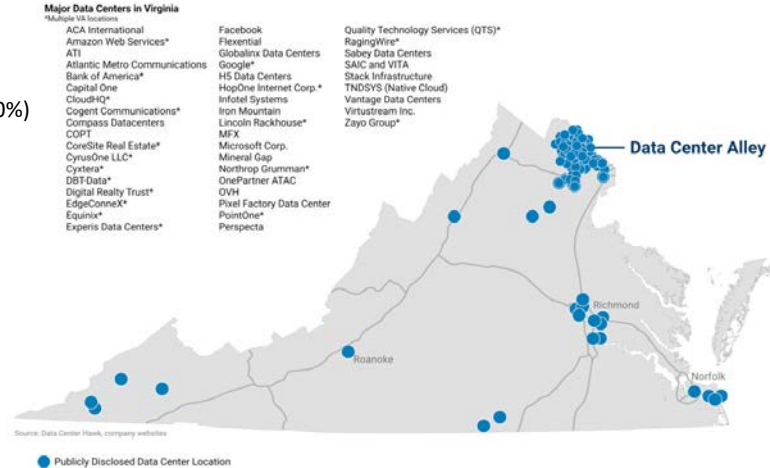 Major Data Centers in Virginia
*Multiple VA locations
ACA International
Amazon Web Services*
ATI
Atlantic Metro Communications
Bank of America*
Capital One
CloudHQ*
Cogent Communications*
Compass Datacenters
COPT
CoreSite Real Estate*
CyrusOne LLC*
Cyxtera*
DBT-Data*
Digital Realty Trust*
EdgeConneX*
Equinix*
Experis Data Centers*
Facebook
Flexential
Globalinx Data Centers
Google*
H5 Data Centers
HopOne Internet Corp.*
Infotel Systems
Iron Mountain
Lincoln Rackhouse*
MFX
Microsoft Corp.
Mineral Gap
Northrop Grumman*
OnePartner ATAC
OVH
Pixel Factory Data Center
PointOne*
Perspecta
Quality Technology Services (QTS)*
RagingWire*
Sabey Data Centers
SAIC and VITA
Stack Infrastructure
TNDSYS (Native Cloud)
Vantage Data Centers
Virtustream Inc.
Zayo Group*
0%)
Data Center Alley
Richmond
Roanoke
Norfolk
Source: Data Center Hawk, company websites
Publicly Disclosed Data Center Location